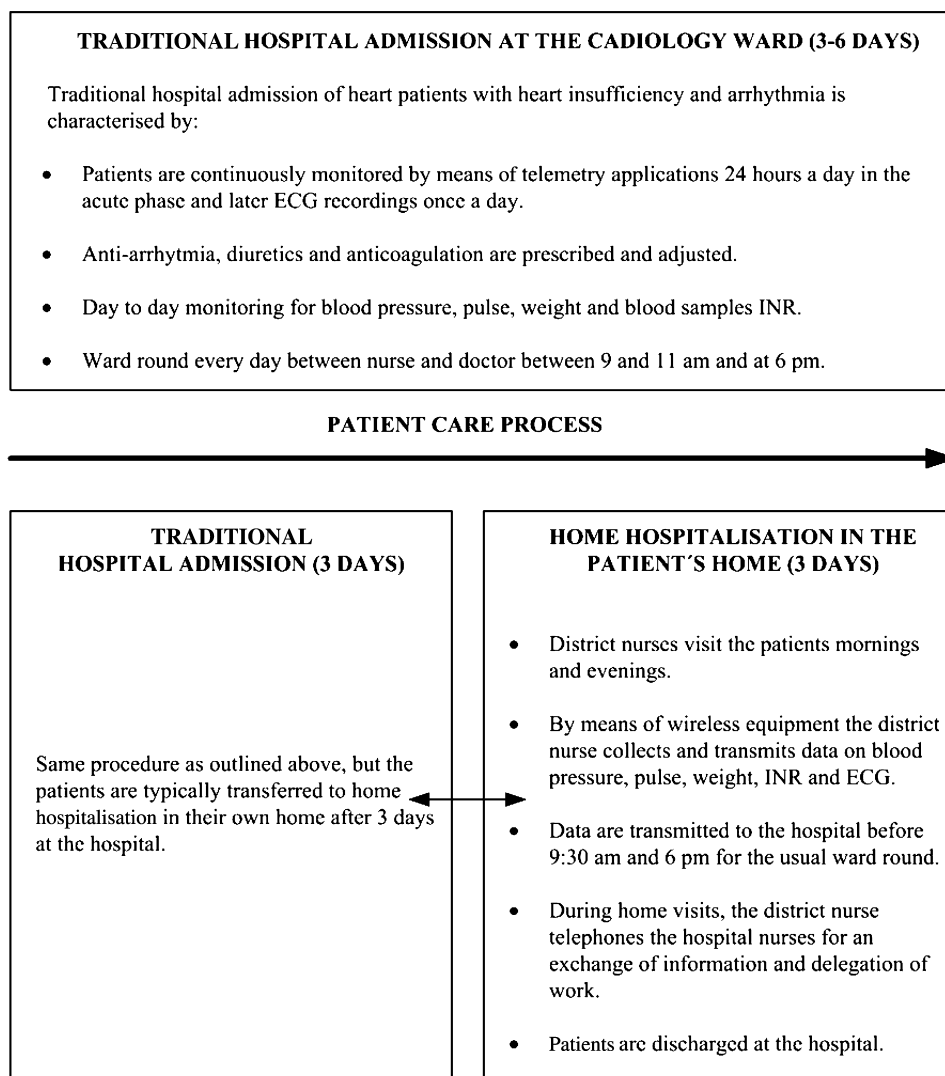 TRADITIONAL HOSPITAL ADMISSION AT THE CADIOLOGY WARD (3-6 DAYS)
Traditional hospital admission of heart patients with heart insufficiency and arrhythmia is
characterised by:
• Patients are continuously monitored by means of telemetry applications 24 hours a day in the
acute phase and later ECG recordings once a day.
• Anti-arrhytmia, diuretics and anticoagulation are prescribed and adjusted.
• Day to day monitoring for blood pressure, pulse, weight and blood samples INR.
• Ward round every day between nurse and doctor between 9 and 11 am and at 6 pm.
PATIENT CARE PROCESS
TRADITIONAL
HOSPITAL ADMISSION (3 DAYS)
Same procedure as outlined above, but the
patients are typically transferred to home
hospitalisation in their own home after 3 days
at the hospital.
HOME HOSPITALISATION IN THE
PATIENT´S HOME (3 DAYS)
• District nurses visit the patients mornings
and evenings.
• By means of wireless equipment the district
nurse collects and transmits data on blood
pressure, pulse, weight, INR and ECG.
• Data are transmitted to the hospital before
9:30 am and 6 pm for the usual ward round.
• During home visits, the district nurse
telephones the hospital nurses for an
exchange of information and delegation of
work.
• Patients are discharged at the hospital.